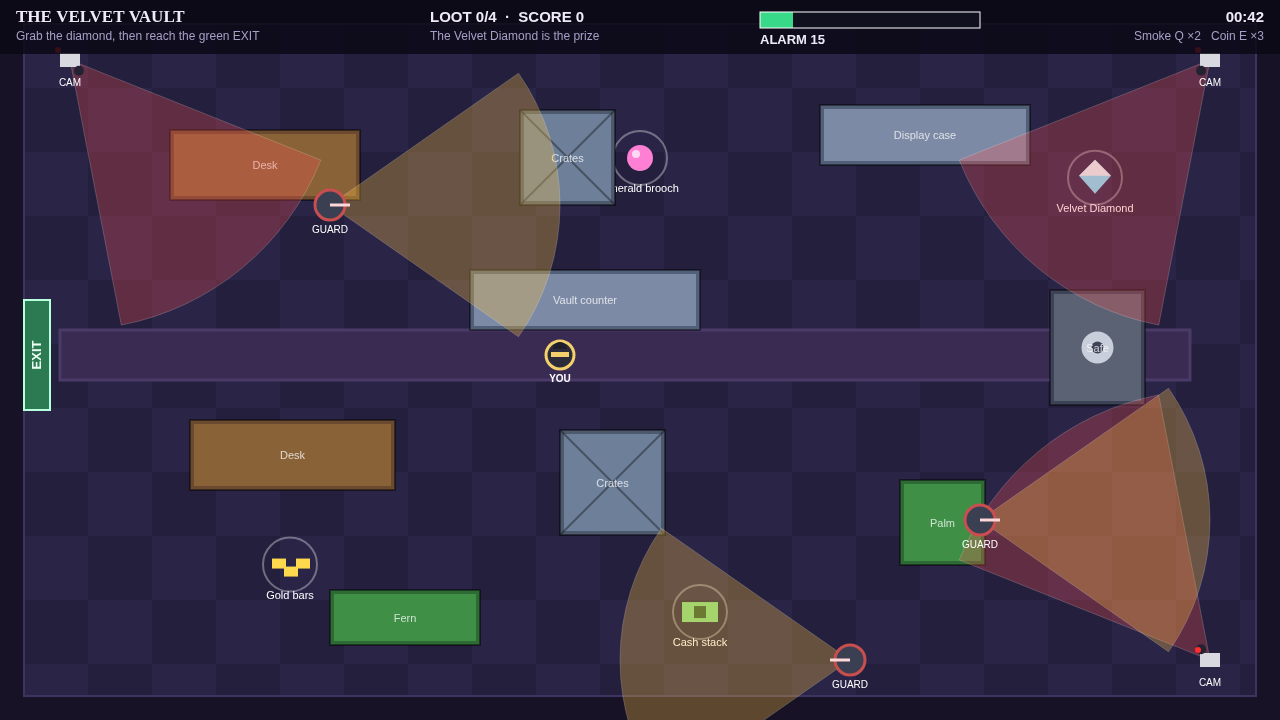 THE VELVET VAULT
Grab the diamond, then reach the green EXIT
LOOT 0/4 · SCORE 0
The Velvet Diamond is the prize
ALARM 15
00:42
Smoke Q ×2 Coin E ×3
CAM
CAM
Desk
Crates
Display case
brooch
Velvet Diamond
GUARD
Vault counter
EXIT
YOU
Safe
Desk
Crates
Palm
GUARD
Gold bars
Fern
Cash stack
GUARD
CAM